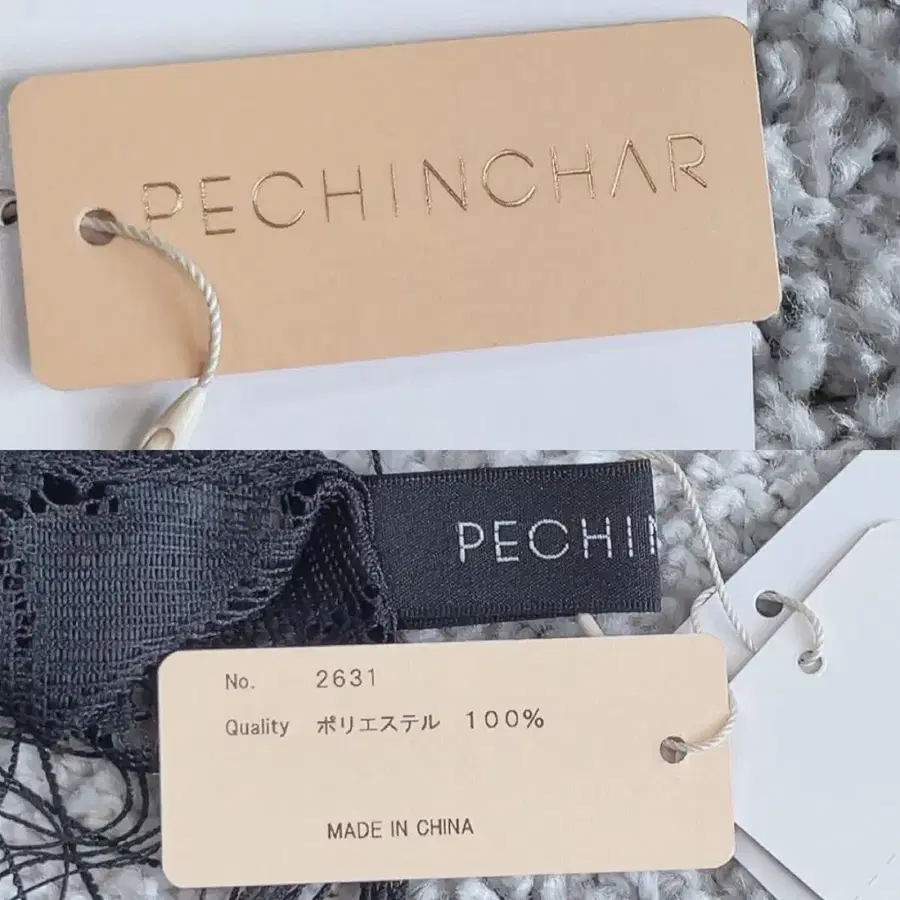 PECHINCHAR
PECHIN
No. 2631
Quality ポリエステル 100%
MADE IN CHINA